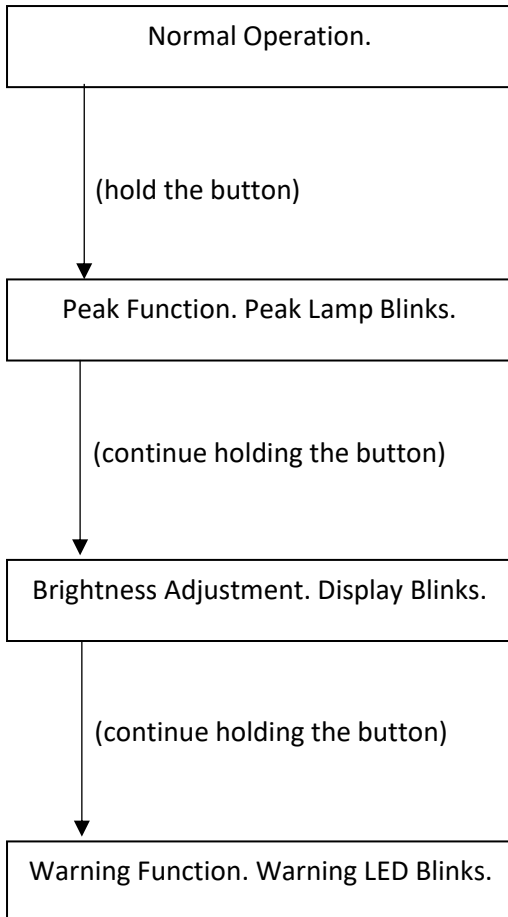 Normal Operation.
(hold the button)
Peak Function. Peak Lamp Blinks.
(continue holding the button)
Brightness Adjustment. Display Blinks.
(continue holding the button)
Warning Function. Warning LED Blinks.